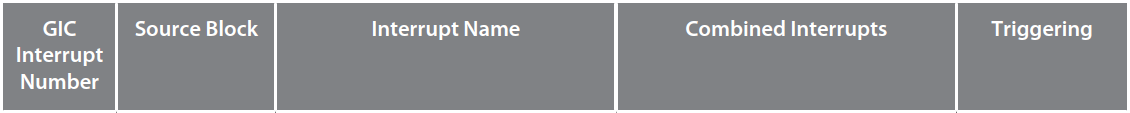 GIC
Interrupt
Number
Source Block
Interrupt Name
Combined Interrupts
Triggering